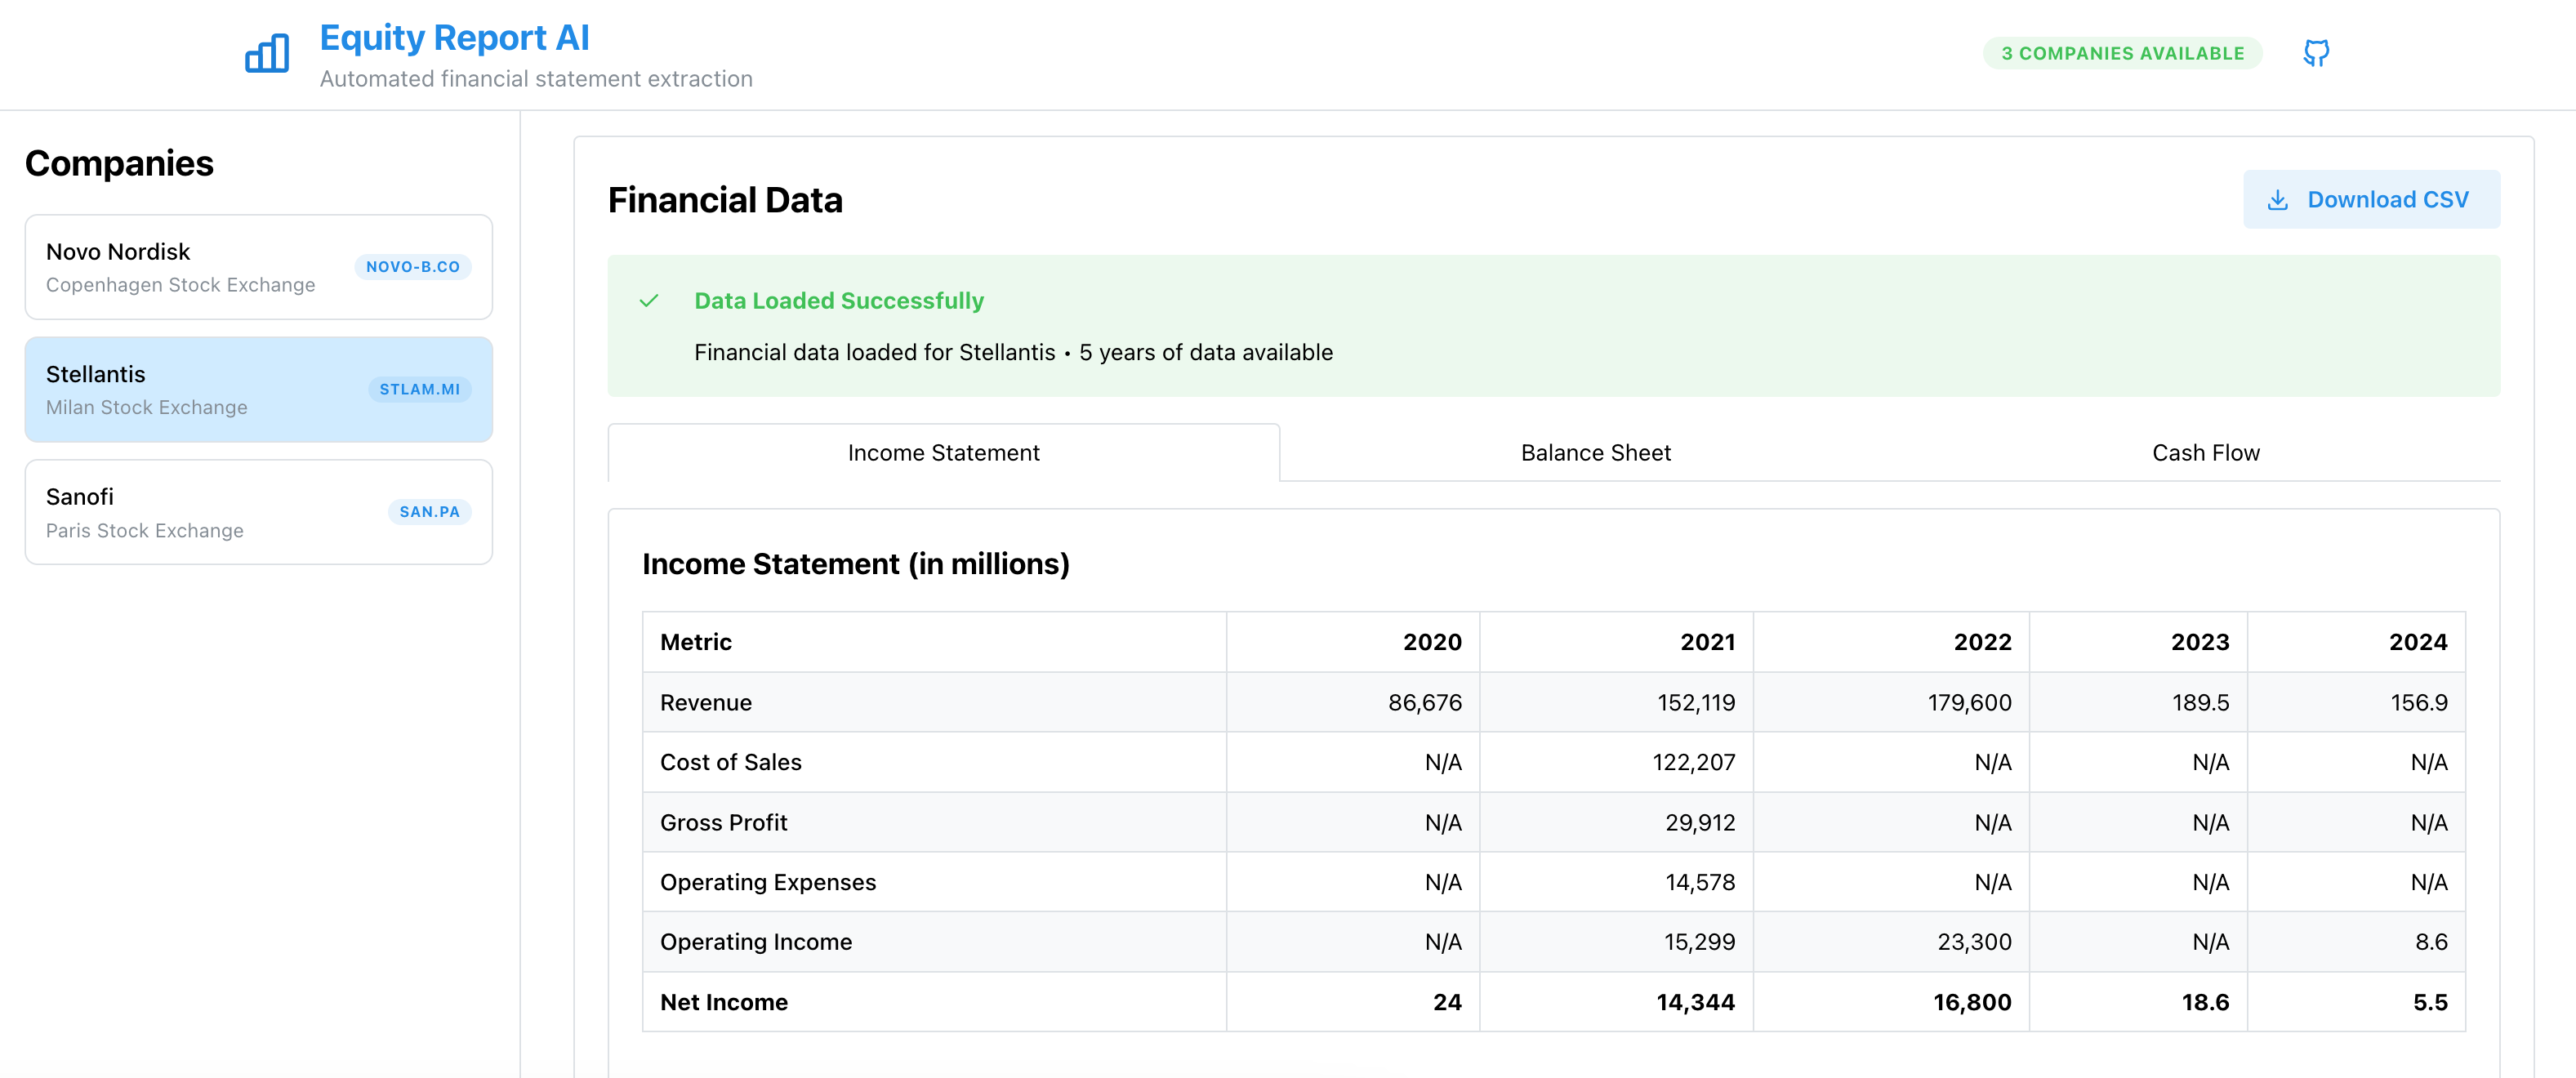 Equity Report AI
Automated financial statement extraction
3 COMPANIES AVAILABLE
Companies
Novo Nordisk
Copenhagen Stock Exchange
NOVO-B.CO
Stellantis
Milan Stock Exchange
STLAM.MI
Sanofi
Paris Stock Exchange
SAN.PA
Financial Data
Download CSV
Data Loaded Successfully
Financial data loaded for Stellantis • 5 years of data available
Income Statement Balance Sheet Cash Flow
Income Statement (in millions)
Metric 2020 2021 2022 2023 2024
Revenue 86,676 152,119 179,600 189.5 156.9
Cost of Sales N/A 122,207 N/A N/A N/A
Gross Profit N/A 29,912 N/A N/A N/A
Operating Expenses N/A 14,578 N/A N/A N/A
Operating Income N/A 15,299 23,300 N/A 8.6
Net Income 24 14,344 16,800 18.6 5.5